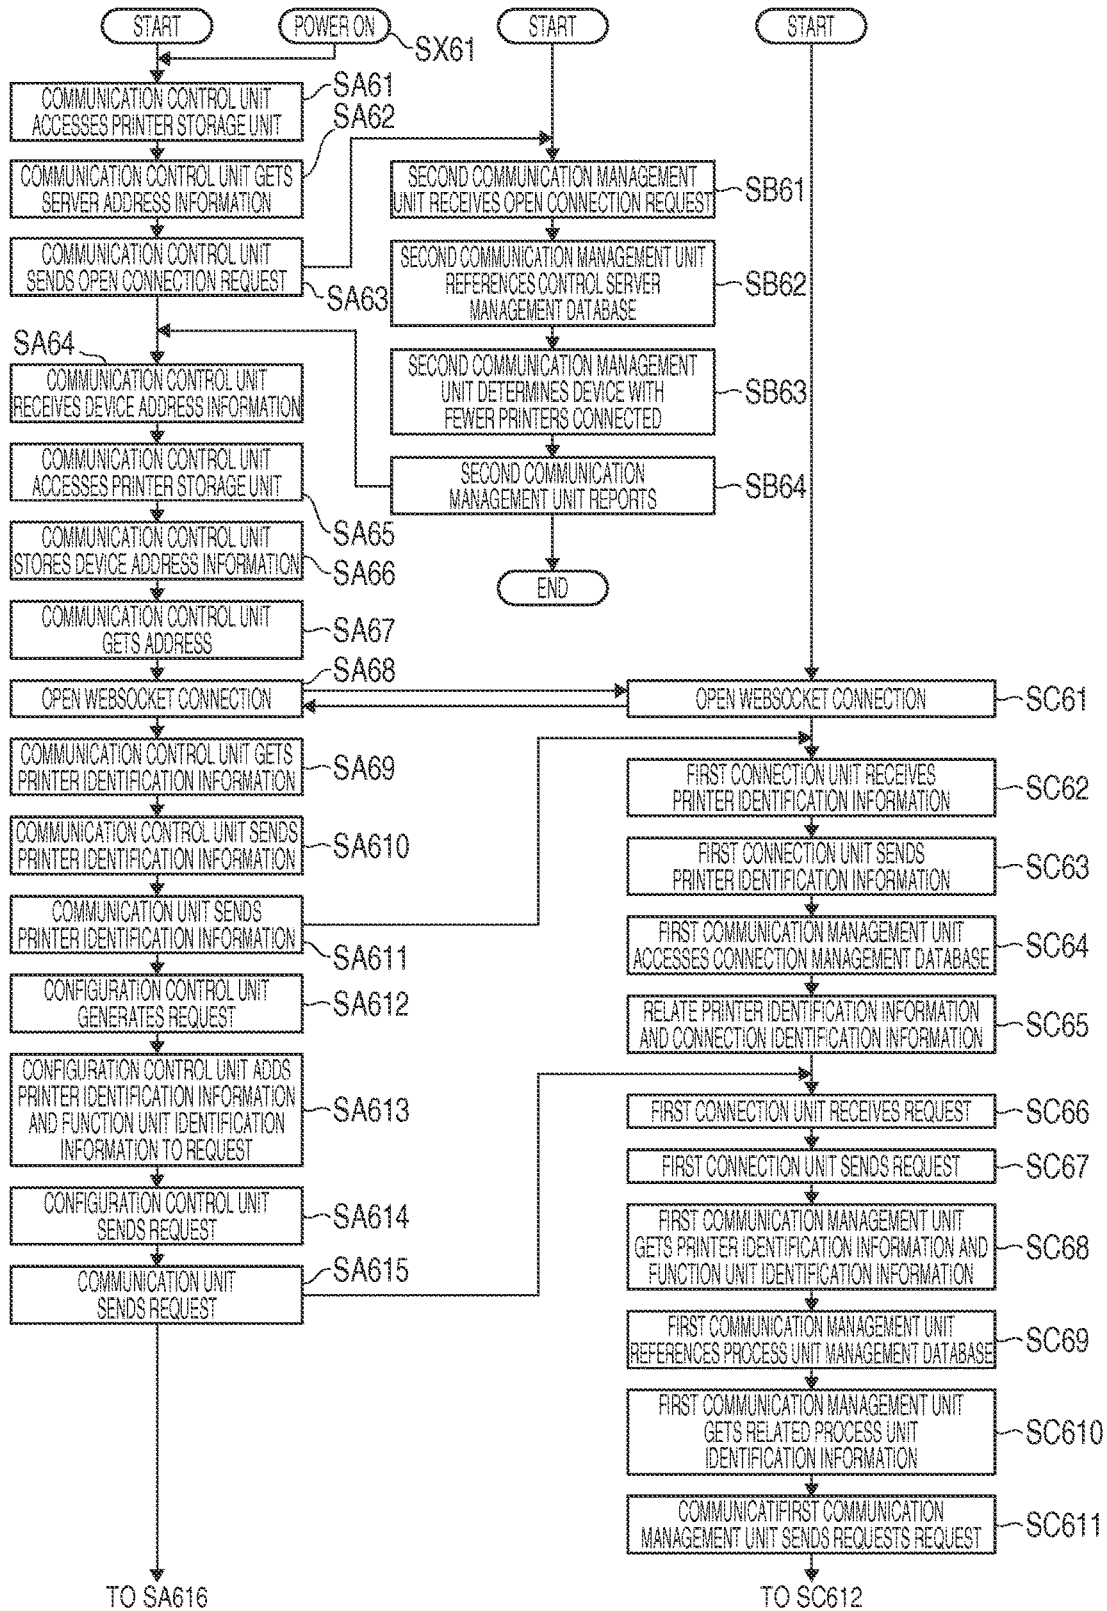 START
POWER ON
SX61
COMMUNICATION CONTROL UNIT
ACCESSES PRINTER STORAGE UNIT
SA61
COMMUNICATION CONTROL UNIT GETS
SERVER ADDRESS INFORMATION
SA62
COMMUNICATION CONTROL UNIT
SENDS OPEN CONNECTION REQUEST
SA63
SA64
COMMUNICATION CONTROL UNIT
RECEIVES DEVICE ADDRESS INFORMATION
COMMUNICATION CONTROL UNIT
ACCESSES PRINTER STORAGE UNIT
SA65
COMMUNICATION CONTROL UNIT
STORES DEVICE ADDRESS INFORMATION
SA66
COMMUNICATION CONTROL UNIT
GETS ADDRESS
SA67
OPEN WEBSOCKET CONNECTION
SA68
COMMUNICATION CONTROL UNIT GETS
PRINTER IDENTIFICATION INFORMATION
SA69
COMMUNICATION CONTROL UNIT SENDS
PRINTER IDENTIFICATION INFORMATION
SA610
COMMUNICATION UNIT SENDS
PRINTER IDENTIFICATION INFORMATION
SA611
CONFIGURATION CONTROL UNIT
GENERATES REQUEST
SA612
CONFIGURATION CONTROL UNIT ADDS
PRINTER IDENTIFICATION INFORMATION
AND FUNCTION UNIT IDENTIFICATION
INFORMATION TO REQUEST
SA613
CONFIGURATION CONTROL UNIT
SENDS REQUEST
SA614
COMMUNICATION UNIT
SENDS REQUEST
SA615
TO SA616
START
SECOND COMMUNICATION MANAGEMENT
UNIT RECEIVES OPEN CONNECTION REQUEST
SB61
SECOND COMMUNICATION MANAGEMENT UNIT
REFERENCES CONTROL SERVER
MANAGEMENT DATABASE
SB62
SECOND COMMUNICATION MANAGEMENT
UNIT DETERMINES DEVICE WITH
FEWER PRINTERS CONNECTED
SB63
SECOND COMMUNICATION
MANAGEMENT UNIT REPORTS
SB64
END
START
OPEN WEBSOCKET CONNECTION
SC61
FIRST CONNECTION UNIT RECEIVES
PRINTER IDENTIFICATION INFORMATION
SC62
FIRST CONNECTION UNIT SENDS
PRINTER IDENTIFICATION INFORMATION
SC63
FIRST COMMUNICATION MANAGEMENT UNIT
ACCESSES CONNECTION MANAGEMENT DATABASE
SC64
RELATE PRINTER IDENTIFICATION INFORMATION
AND CONNECTION IDENTIFICATION INFORMATION
SC65
FIRST CONNECTION UNIT RECEIVES REQUEST
SC66
FIRST CONNECTION UNIT SENDS REQUEST
SC67
FIRST COMMUNICATION MANAGEMENT UNIT
GETS PRINTER IDENTIFICATION INFORMATION AND
FUNCTION UNIT IDENTIFICATION INFORMATION
SC68
FIRST COMMUNICATION MANAGEMENT UNIT
REFERENCES PROCESS UNIT MANAGEMENT DATABASE
SC69
FIRST COMMUNICATION MANAGEMENT UNIT
GETS RELATED PROCESS UNIT
IDENTIFICATION INFORMATION
SC610
COMMUNICATIFIRST COMMUNICATION
MANAGEMENT UNIT SENDS REQUESTS REQUEST
SC611
TO SC612